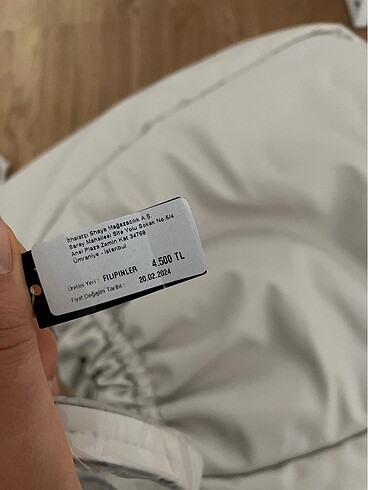 İthalatçı Shaya Mağazacılık A.Ş.
Saray Mahallesi Site Yolu Sokak No 5/4
Anel Plaza Zemin Kat 34768
Ümraniye - İstanbul
4.500 TL
Üretim Yeri : FİLİPİNLER
Fiyat Değişim Tarihi : 20.02.2024